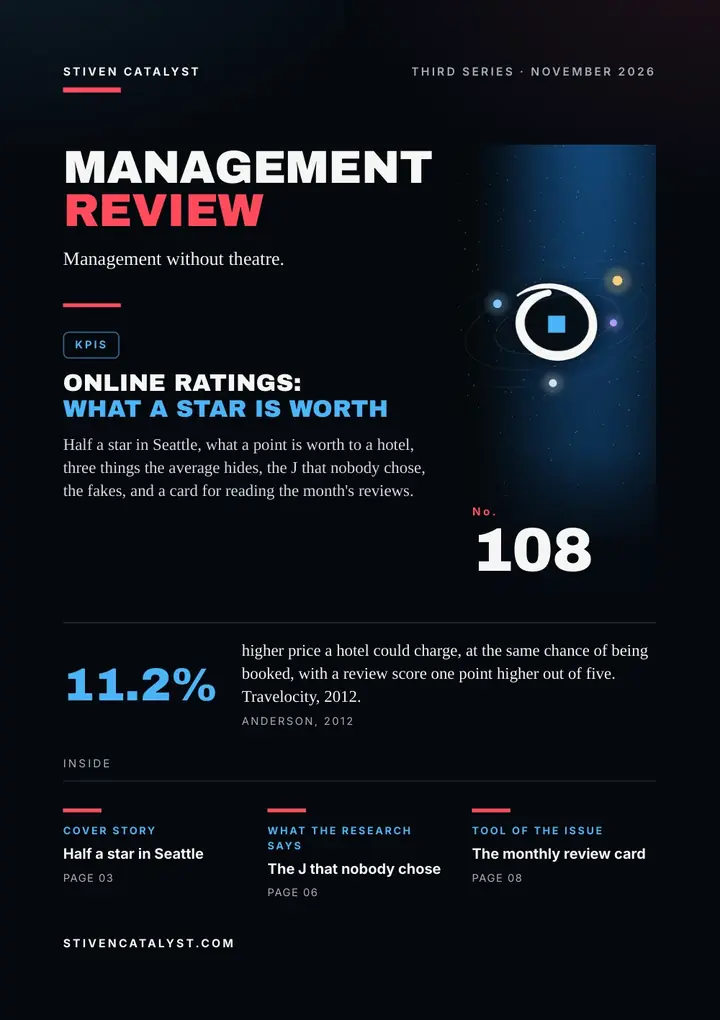 STIVEN CATALYST
THIRD SERIES · NOVEMBER 2026
MANAGEMENT
REVIEW
Management without theatre.
KPIS
ONLINE RATINGS:
WHAT A STAR IS WORTH
Half a star in Seattle, what a point is worth to a hotel,
three things the average hides, the J that nobody chose,
the fakes, and a card for reading the month's reviews.
No.
108
11.2%
higher price a hotel could charge, at the same chance of being
booked, with a review score one point higher out of five.
Travelocity, 2012.
ANDERSON, 2012
INSIDE
COVER STORY
Half a star in Seattle
PAGE 03
WHAT THE RESEARCH
SAYS
The J that nobody chose
PAGE 06
TOOL OF THE ISSUE
The monthly review card
PAGE 08
STIVENCATALYST.COM